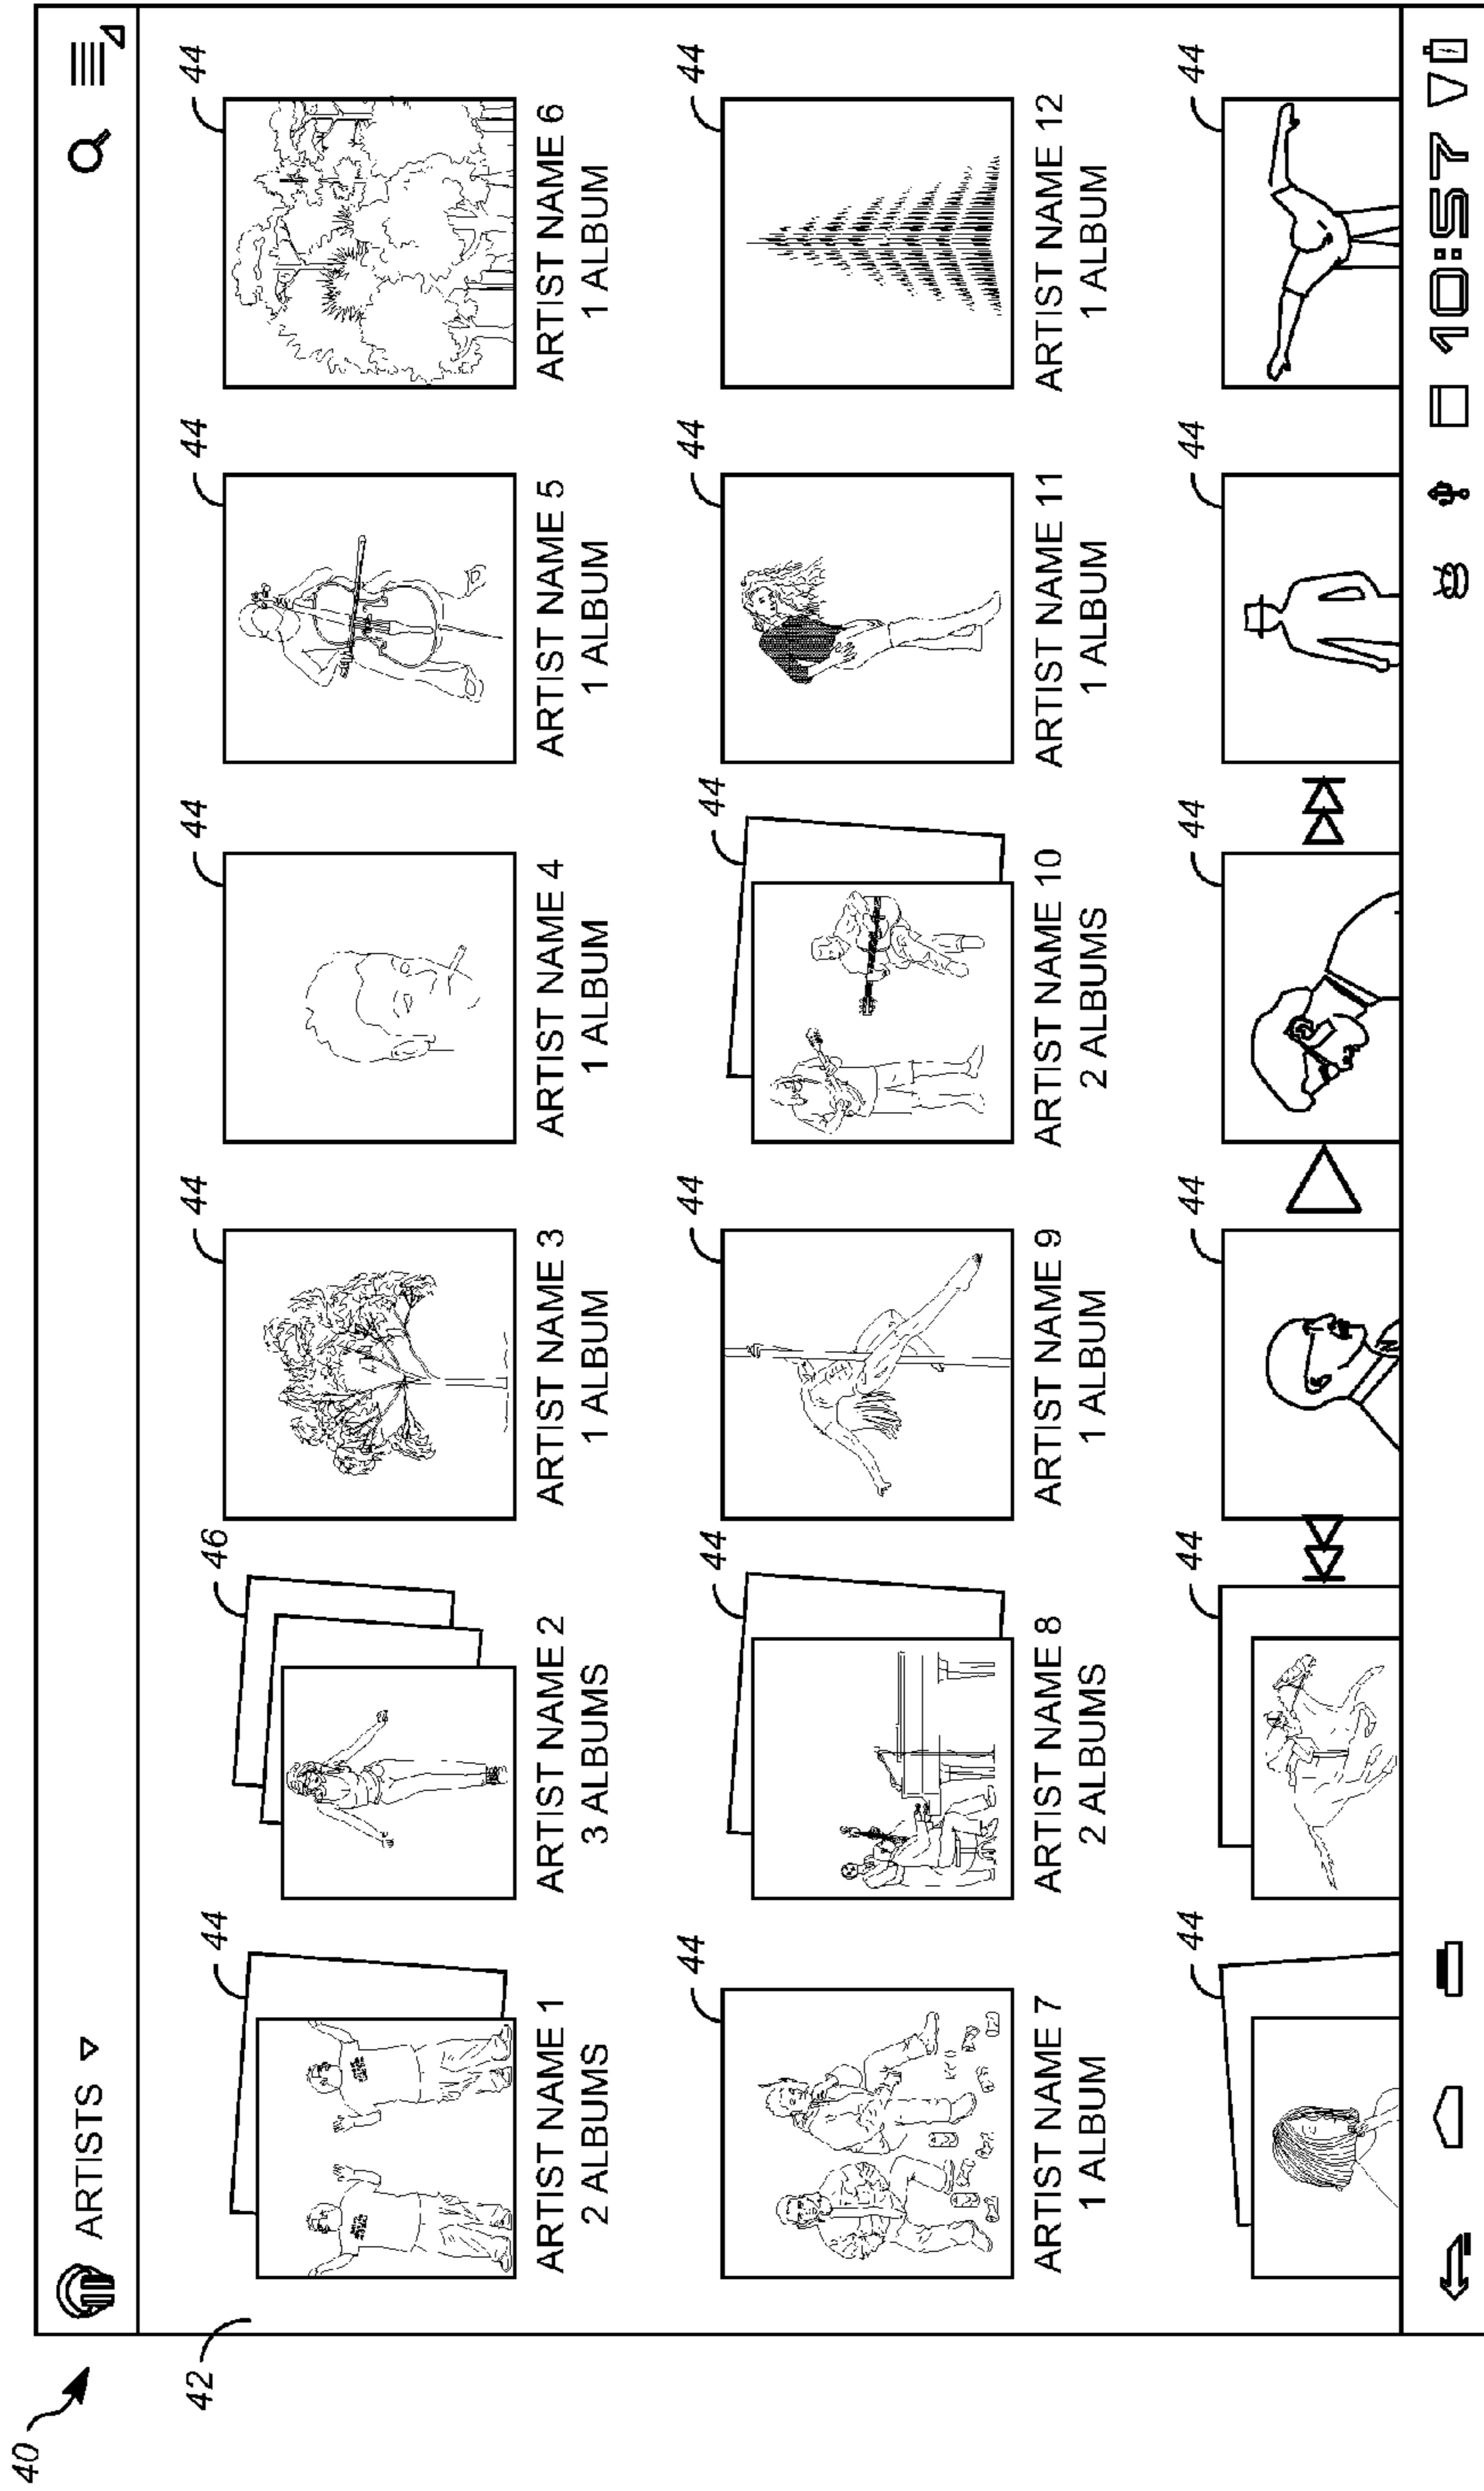 40
ARTISTS
42
44
46
44
44
44
44
ARTIST NAME 1
2 ALBUMS
ARTIST NAME 2
3 ALBUMS
ARTIST NAME 3
1 ALBUM
ARTIST NAME 4
1 ALBUM
ARTIST NAME 5
1 ALBUM
ARTIST NAME 6
1 ALBUM
44
44
44
44
44
44
ARTIST NAME 7
1 ALBUM
ARTIST NAME 8
2 ALBUMS
ARTIST NAME 9
1 ALBUM
ARTIST NAME 10
2 ALBUMS
ARTIST NAME 11
1 ALBUM
ARTIST NAME 12
1 ALBUM
44
44
44
44
44
44
10:57